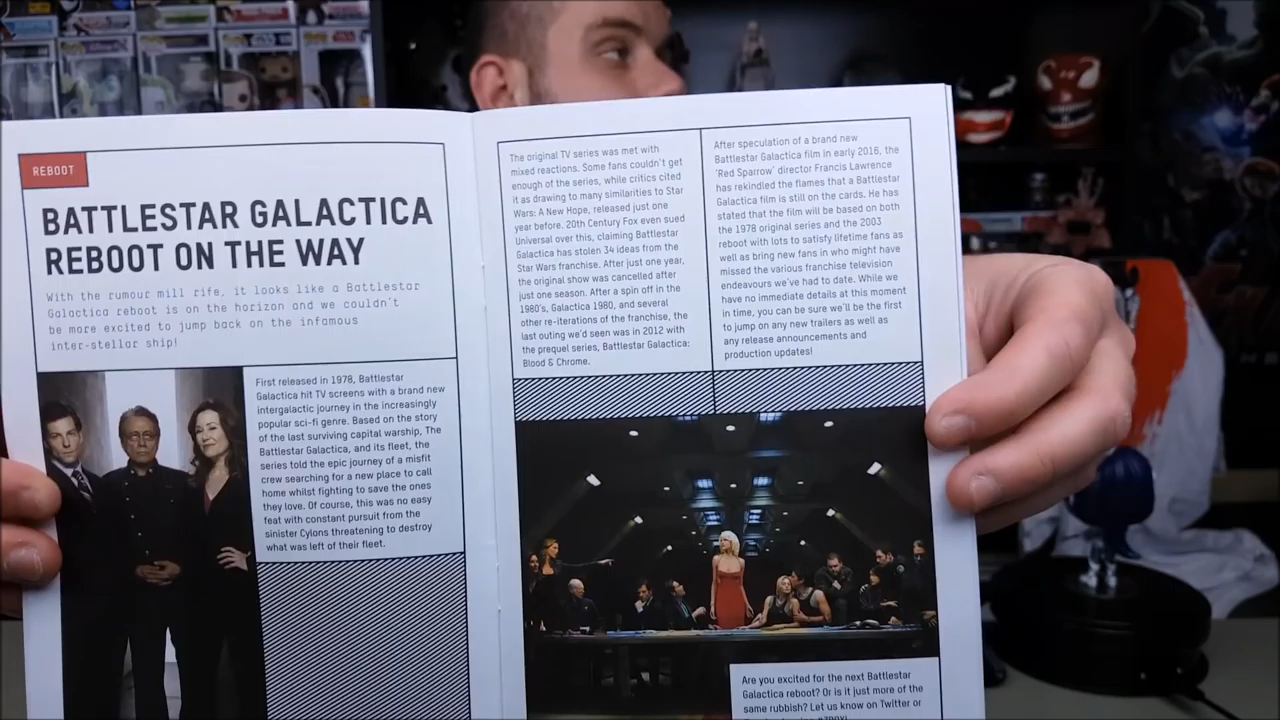 REBOOT
BATTLESTAR GALACTICA
REBOOT ON THE WAY
With the rumour mill rife, it looks like a Battlestar
Galactica reboot is on the horizon and we couldn't
be more excited to jump back on the infamous
inter-stellar ship!
First released in 1978, Battlestar
Galactica hit TV screens with a brand new
intergalactic journey in the increasingly
popular sci-fi genre. Based on the story
of the last surviving capital warship, The
Battlestar Galactica, and its fleet, the
series told the epic journey of a misfit
crew searching for a new place to call
home whilst fighting to save the ones
they love. Of course, this was no easy
feat with constant pursuit from the
sinister Cylons threatening to destroy
what was left of their fleet.
The original TV series was met with
mixed reactions. Some fans couldn't get
enough of the series, while critics cited
it as drawing to many similarities to Star
Wars: A New Hope, released just one
year before. 20th Century Fox even sued
Universal over this, claiming Battlestar
Galactica has stolen 34 ideas from the
Star Wars franchise. After just one year,
the original show was cancelled after
just one season. After a spin off in the
1980's, Galactica 1980, and several
other re-iterations of the franchise, the
last outing we'd seen was in 2012 with
the prequel series, Battlestar Galactica:
Blood & Chrome.
After speculation of a brand new
Battlestar Galactica film in early 2016, the
'Red Sparrow' director Francis Lawrence
has rekindled the flames that a Battlestar
Galactica film is still on the cards. He has
stated that the film will be based on both
the 1978 original series and the 2003
reboot with lots to satisfy lifetime fans as
well as bring new fans in who might have
missed the various franchise television
endeavours we've had to date. While we
have no immediate details at this moment
in time, you can be sure we'll be the first
to jump on any new trailers as well as
any release announcements and
production updates!
Are you excited for the next Battlestar
Galactica reboot? Or is it just more of the
same rubbish? Let us know on Twitter or